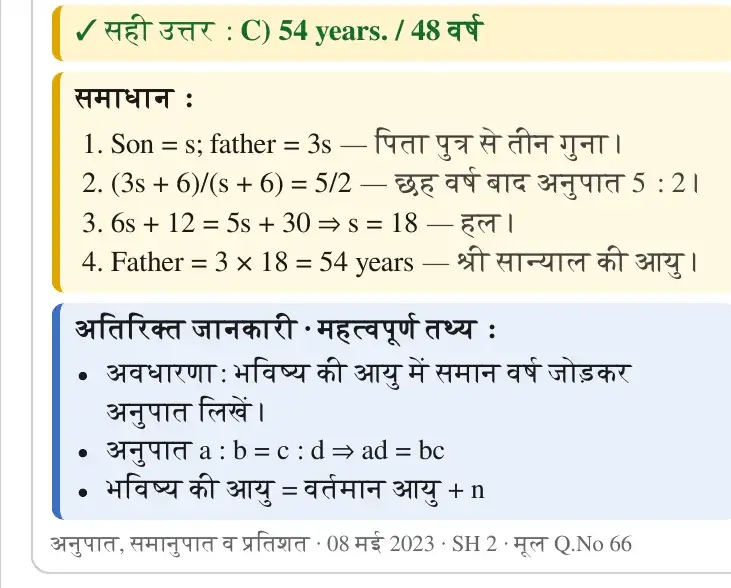 ✓ सही उत्तर : C) 54 years. / 48 वर्ष
समाधान :
1. Son = s; father = 3s — पिता पुत्र से तीन गुना।
2. (3s + 6)/(s + 6) = 5/2 — छह वर्ष बाद अनुपात 5 : 2।
3. 6s + 12 = 5s + 30 ⇒ s = 18 — हल।
4. Father = 3 × 18 = 54 years — श्री सान्याल की आयु।
अतिरिक्त जानकारी · महत्वपूर्ण तथ्य :
• अवधारणा : भविष्य की आयु में समान वर्ष जोड़कर
अनुपात लिखें।
• अनुपात a : b = c : d ⇒ ad = bc
• भविष्य की आयु = वर्तमान आयु + n
अनुपात, समानुपात व प्रतिशत · 08 मई 2023 · SH 2 · मूल Q.No 66